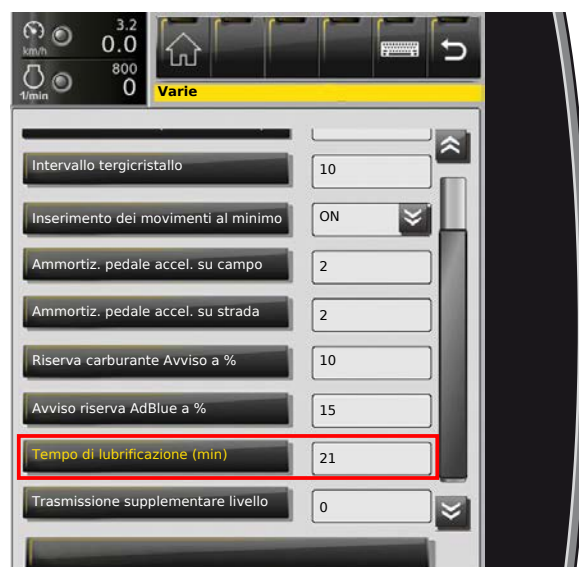 3.2
km/h 0.0
800
1/min 0
Varie
Intervallo tergicristallo 10
Inserimento dei movimenti al minimo ON
Ammortiz. pedale accel. su campo 2
Ammortiz. pedale accel. su strada 2
Riserva carburante Avviso a % 10
Avviso riserva AdBlue a % 15
Tempo di lubrificazione (min) 21
Trasmissione supplementare livello 0